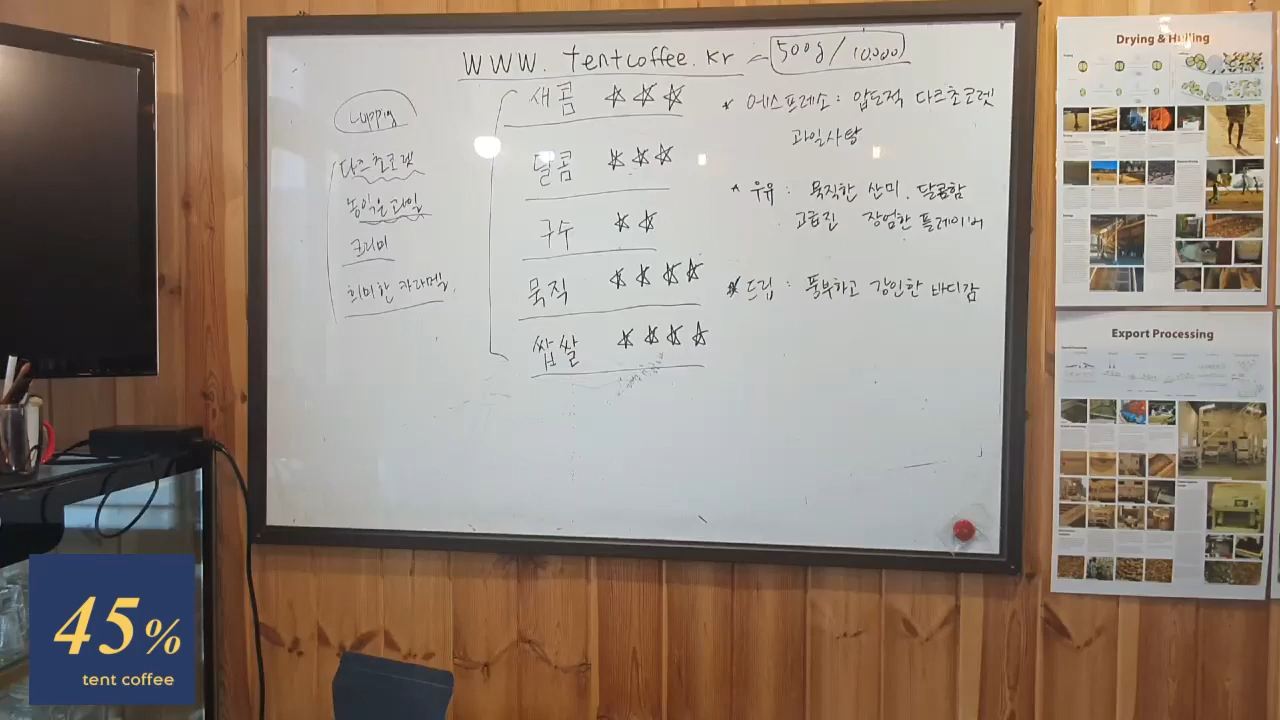 www.tentcoffee.kr = 500g/10,000
cupping
다크초코렛
농익은 과일
크리미
희미한 카라멜.
새콤 ☆☆☆
달콤 ☆☆☆
구수 ☆☆
묵직 ☆☆☆☆
쌉쌀 ☆☆☆☆
* 에스프레소 : 압도적 다크초코렛
과일사탕
* 우유 : 묵직한 산미. 달콤함
고급진 장엄한 플레이버
* 드립 : 풍부하고 강인한 바디감
Drying & Hulling
Export Processing
45%
tent coffee